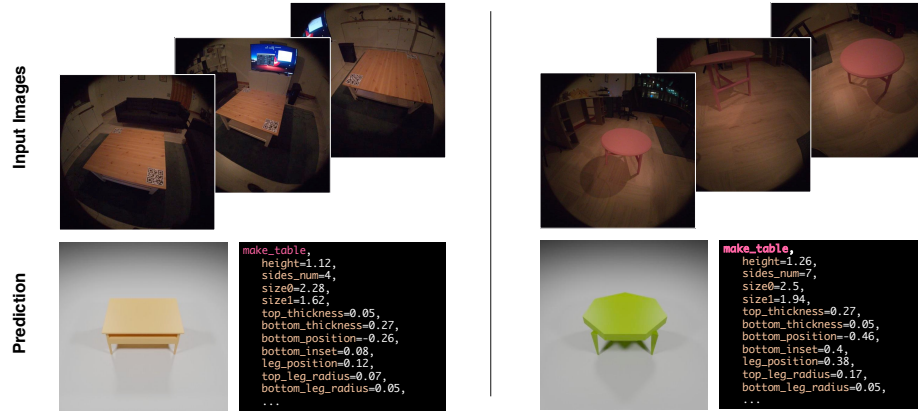 Input Images
Prediction
make_table,
height=1.12,
sides_num=4,
size0=2.28,
size1=1.62,
top_thickness=0.05,
bottom_thickness=0.27,
bottom_position=-0.26,
bottom_inset=0.08,
leg_position=0.12,
top_leg_radius=0.07,
bottom_leg_radius=0.05,
...
make_table,
height=1.26,
sides_num=7,
size0=2.5,
size1=1.94,
top_thickness=0.27,
bottom_thickness=0.05,
bottom_position=-0.46,
bottom_inset=0.4,
leg_position=0.38,
top_leg_radius=0.17,
bottom_leg_radius=0.05,
...